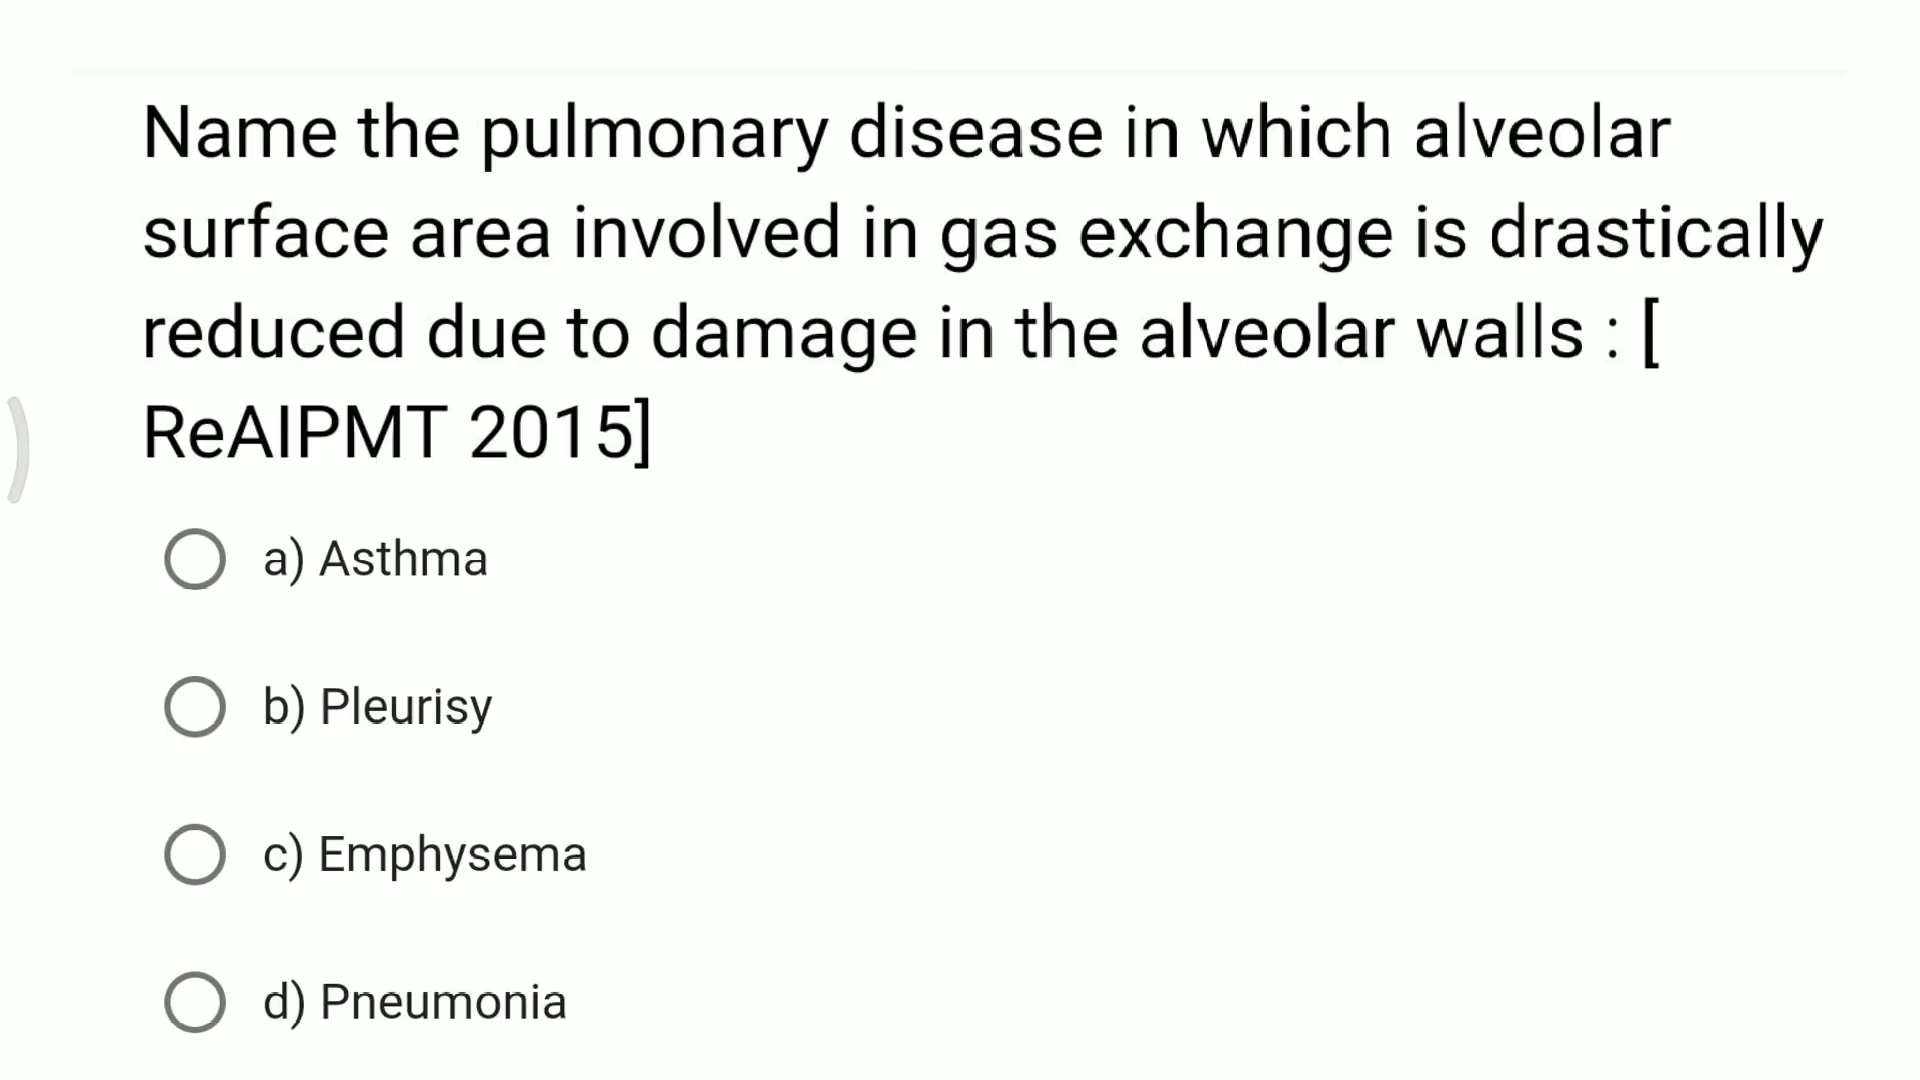 Name the pulmonary disease in which alveolar
surface area involved in gas exchange is drastically
reduced due to damage in the alveolar walls : [
ReAIPMT 2015]
a) Asthma
b) Pleurisy
c) Emphysema
d) Pneumonia